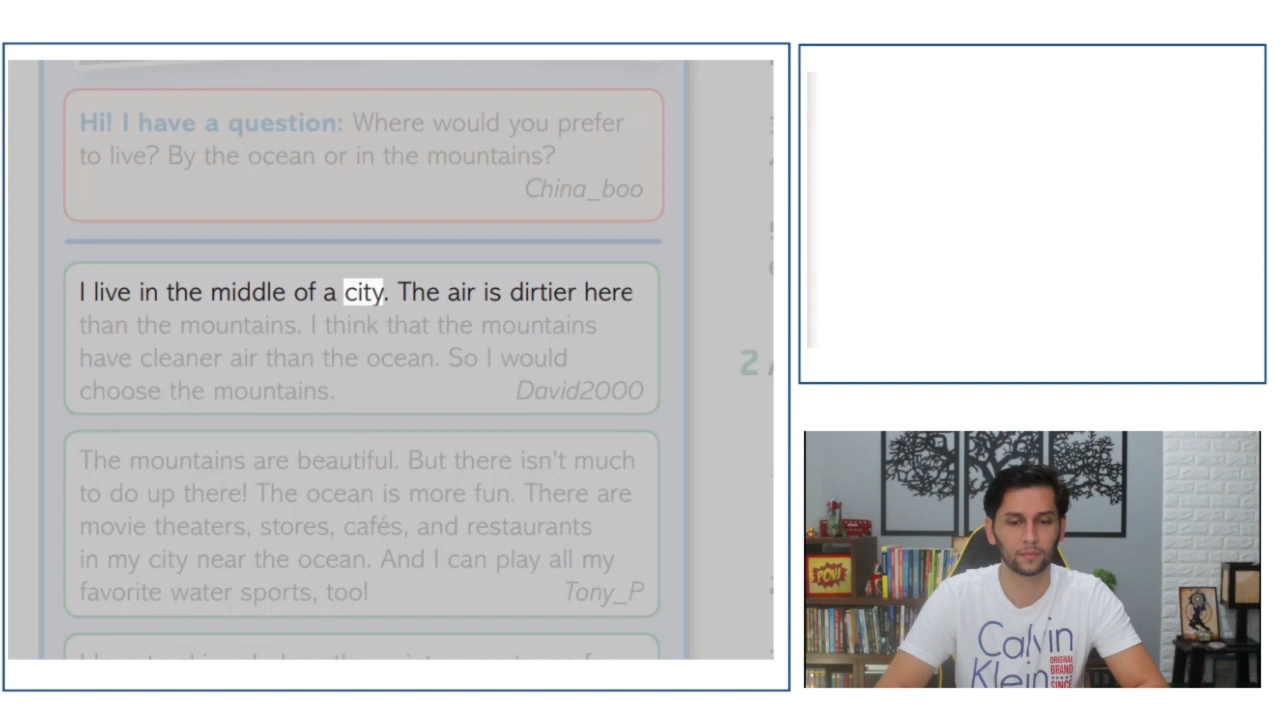 Hi! I have a question: Where would you prefer
to live? By the ocean or in the mountains?
China_boo
I live in the middle of a city. The air is dirtier here
than the mountains. I think that the mountains
have cleaner air than the ocean. So I would
choose the mountains.
David2000
The mountains are beautiful. But there isn't much
to do up there! The ocean is more fun. There are
movie theaters, stores, cafés, and restaurants
in my city near the ocean. And I can play all my
favorite water sports, too!
Tony_P
2
POW
Calvin
Klein
ORIGINAL
BRAND
SINCE